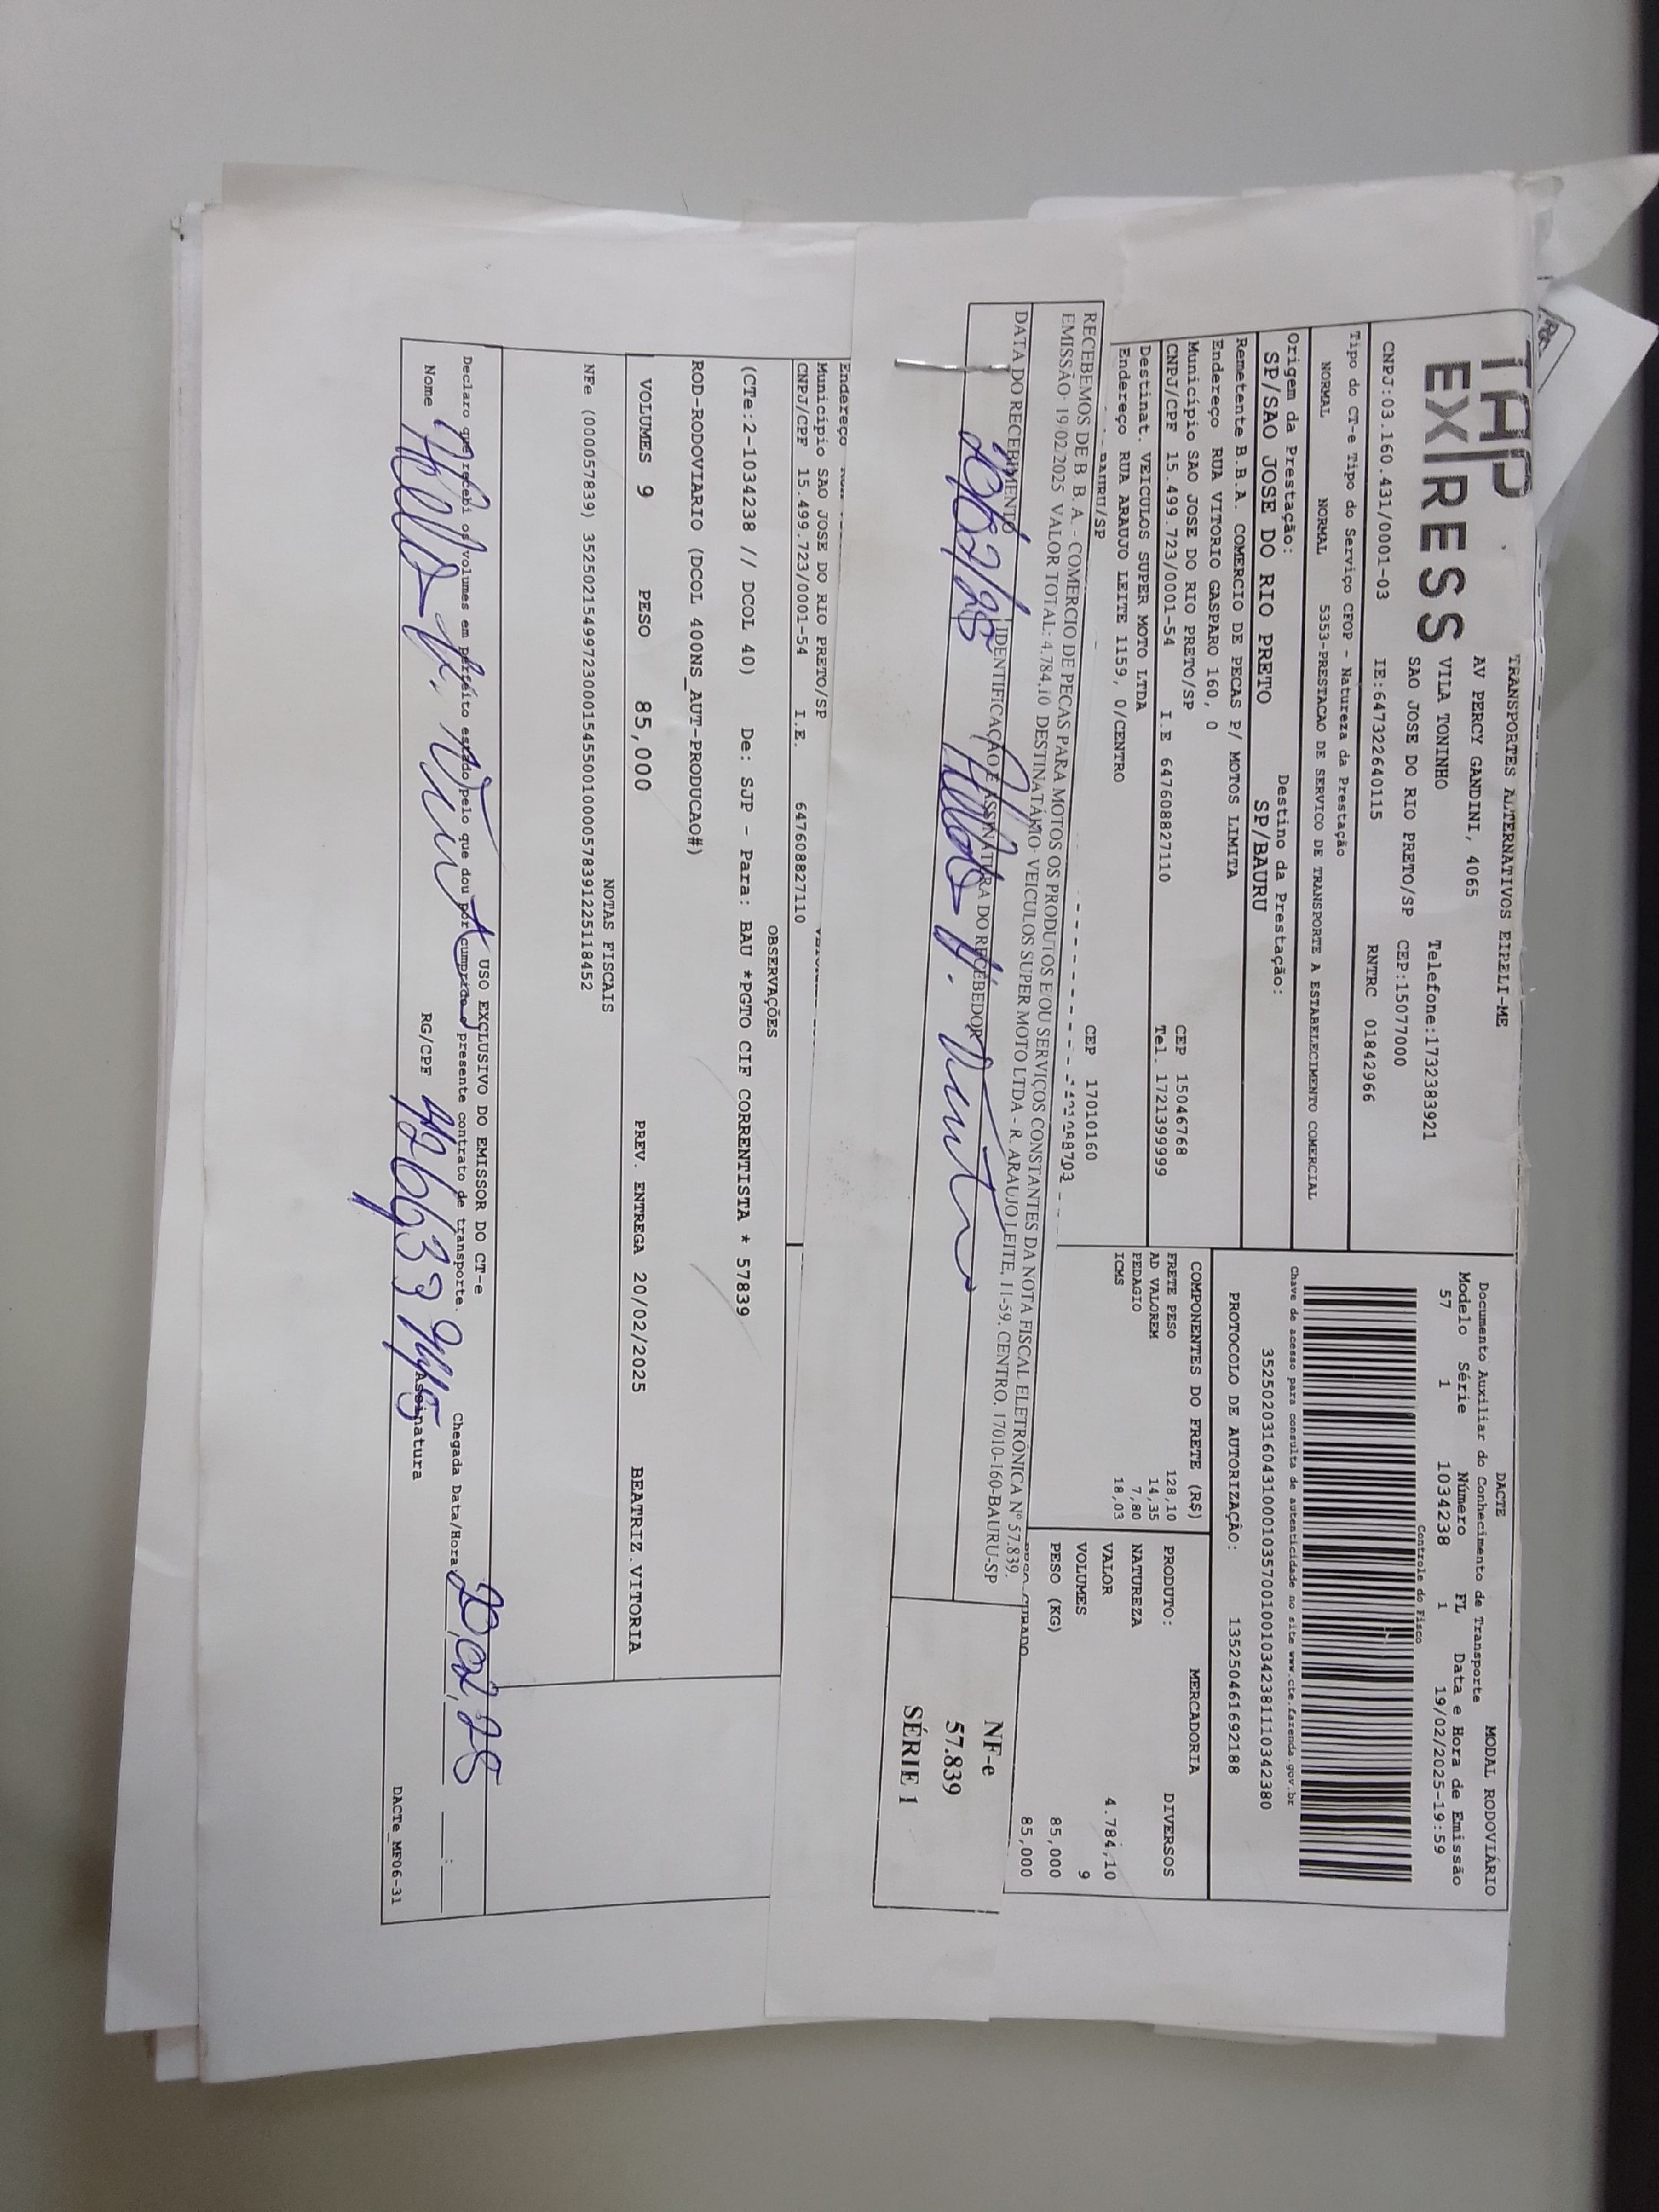 TAP
EXPRESS
TRANSPORTES ALTERNATIVOS EIRELI-ME
AV PERCY GANDINI, 4065
VILA TONINHO
SAO JOSE DO RIO PRETO/SP
Telefone:1732383921
CEP:15077000
CNPJ:03.160.431/0001-03 IE:647322640115 RNTRC 01842966
Tipo do CT-e Tipo do Serviço CFOP - Natureza da Prestação
NORMAL NORMAL 5353-PRESTACAO DE SERVICO DE TRANSPORTE A ESTABELECIMENTO COMERCIAL
Origem da Prestação: Destino da Prestação:
SP/SAO JOSE DO RIO PRETO SP/BAURU
Remetente B.B.A. COMERCIO DE PECAS P/ MOTOS LIMITA
Endereço RUA VITORIO GASPARO 160, 0
Município SAO JOSE DO RIO PRETO/SP CEP 15046768
CNPJ/CPF 15.499.723/0001-54 I.E 647608827110 Tel. 1721399999
Destinat. VEICULOS SUPER MOTO LTDA
Endereço RUA ARAUJO LEITE 1159, 0/CENTRO
BAURU/SP CEP 17010160
DACTE MODAL RODOVIÁRIO
Documento Auxiliar do Conhecimento de Transporte
Modelo Série Número FL Data e Hora de Emissão
57 1 1034238 1 19/02/2025-19:59
Controle do Fisco
Chave de acesso para consulta de autenticidade no site www.cte.fazenda.gov.br
352502031604310001035700100103423811110342380
PROTOCOLO DE AUTORIZAÇÃO: 135250461692188
COMPONENTES DO FRETE (R$)
FRETE PESO 128,10
AD VALOREM 14,35
PEDAGIO 7,80
ICMS 18,03
MERCADORIA
PRODUTO: DIVERSOS
NATUREZA
VALOR 4.784,10
VOLUMES 9
PESO (KG) 85,000
85,000
RECEBEMOS DE B. B. A. - COMERCIO DE PECAS PARA MOTOS OS PRODUTOS E/OU SERVIÇOS CONSTANTES DA NOTA FISCAL ELETRÔNICA Nº 57.839.
EMISSÃO: 19/02/2025 VALOR TOTAL: 4.784,10 DESTINATÁRIO: VEICULOS SUPER MOTO LTDA - R. ARAUJO LEITE, 11-59, CENTRO, 17010-160-BAURU-SP
DATA DO RECEBIMENTO IDENTIFICAÇÃO E ASSINATURA DO RECEBEDOR
NF-e
57.839
SÉRIE 1
Endereço
Município SAO JOSE DO RIO PRETO/SP
CNPJ/CPF 15.499.723/0001-54 I.E. 647608827110
OBSERVAÇÕES
(CTe:2-1034238 // DCOL 40) De: SJP - Para: BAU *PGTO CIF CORRENTISTA * 57839
ROD-RODOVIARIO (DCOL 400NS_AUT-PRODUCAO#)
VOLUMES 9 PESO 85,000 PREV. ENTREGA 20/02/2025 BEATRIZ.VITORIA
NOTAS FISCAIS
NFe (000057839) 35250215499723000154550010000578391225118452
USO EXCLUSIVO DO EMISSOR DO CT-e
Declaro que recebi os volumes em perfeito estado pelo que dou por cumprido o presente contrato de transporte. Chegada Data/Hora 20,02,25
Nome RG/CPF Assinatura
DACTe_MF06-31